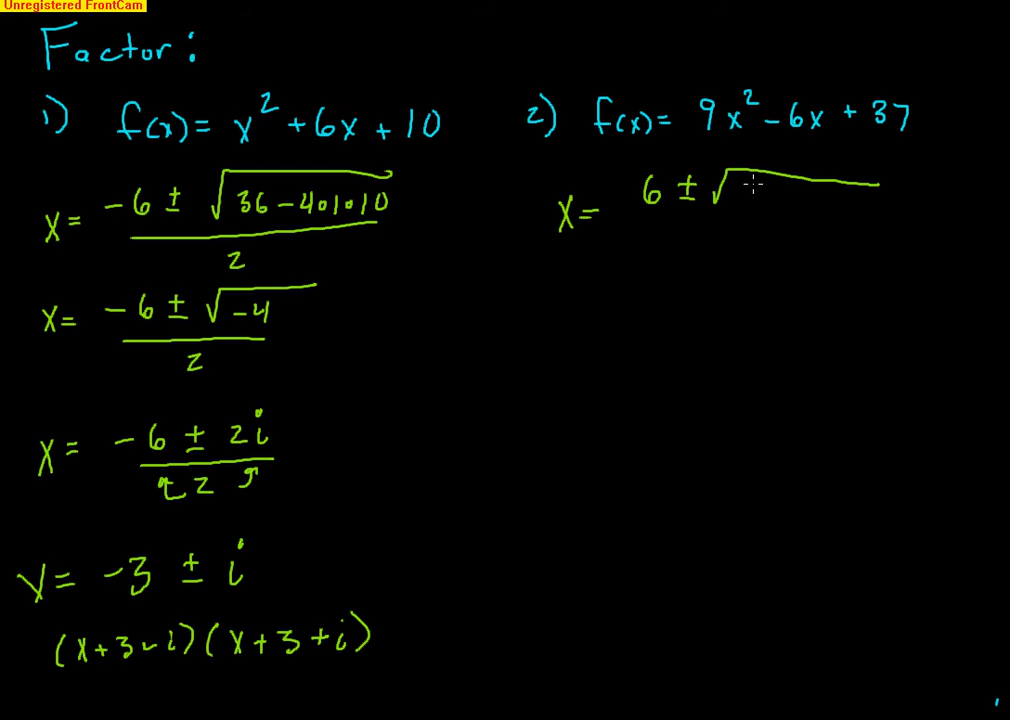 Unregistered FrontCam
Factor:
1) f(x) = x² + 6x + 10
x = -6 ± √36 - 4·1·10
2
x = -6 ± √-4
2
x = -6 ± 2i
2 2
x = -3 ± i
(x + 3 - i)(x + 3 + i)
2) f(x) = 9x² - 6x + 37
x = 6 ± √